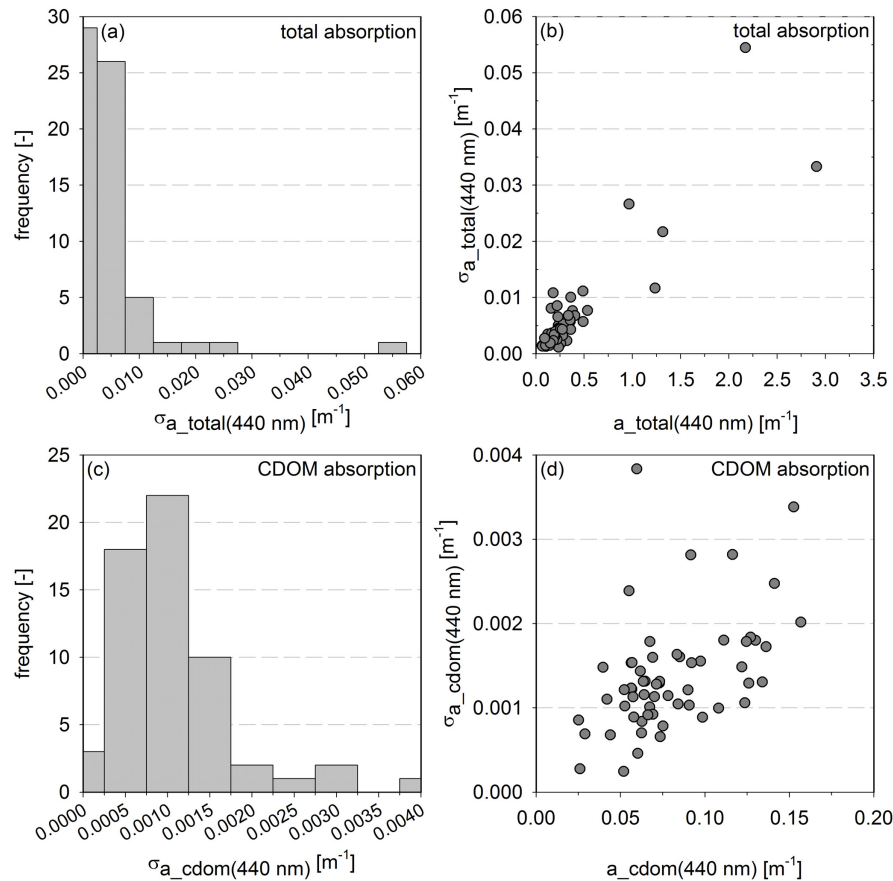 (a) total absorption
frequency [-]
30
25
20
15
10
5
0
0.000 0.010 0.020 0.030 0.040 0.050 0.060
σa_total(440 nm) [m-1]
(b) total absorption
σa_total(440 nm) [m-1]
0.06
0.05
0.04
0.03
0.02
0.01
0.00
0.0 0.5 1.0 1.5 2.0 2.5 3.0 3.5
a_total(440 nm) [m-1]
(c) CDOM absorption
frequency [-]
25
20
15
10
5
0
0.0000 0.0005 0.0010 0.0015 0.0020 0.0025 0.0030 0.0035 0.0040
σa_cdom(440 nm) [m-1]
(d) CDOM absorption
σa_cdom(440 nm) [m-1]
0.004
0.003
0.002
0.001
0.000
0.00 0.05 0.10 0.15 0.20
a_cdom(440 nm) [m-1]